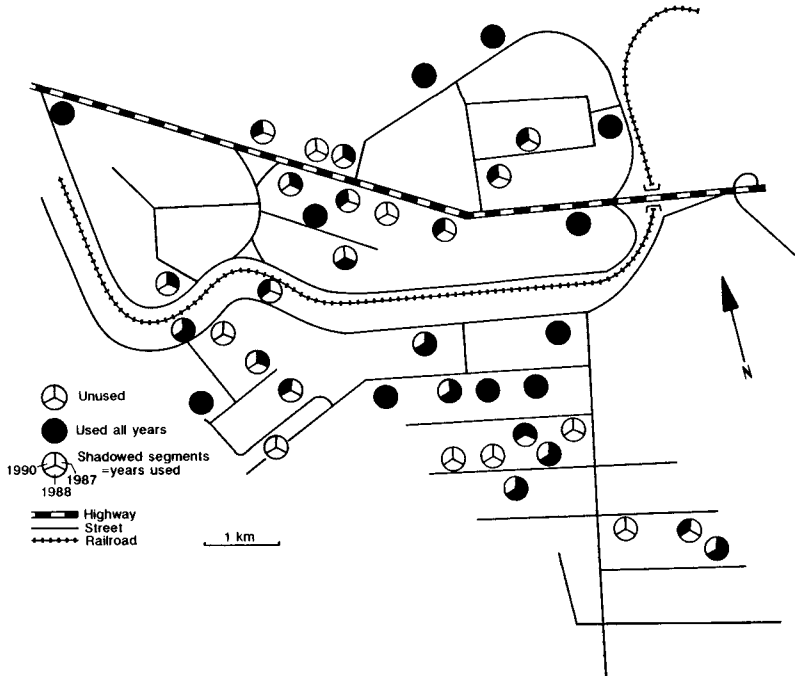 N
Unused
Used all years
Shadowed segments
=years used
1990
1987
1988
Highway
Street
Railroad
1 km